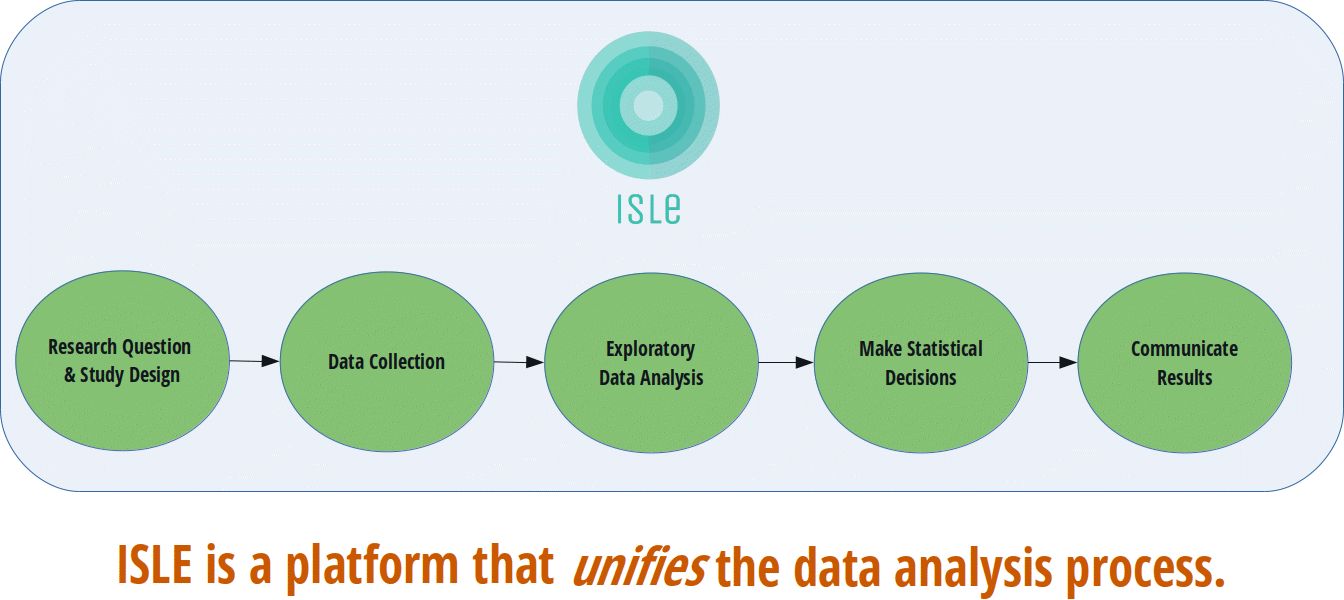 ISLE
Research Question
& Study Design
Data Collection
Exploratory
Data Analysis
Make Statistical
Decisions
Communicate
Results
ISLE is a platform that unifies the data analysis process.